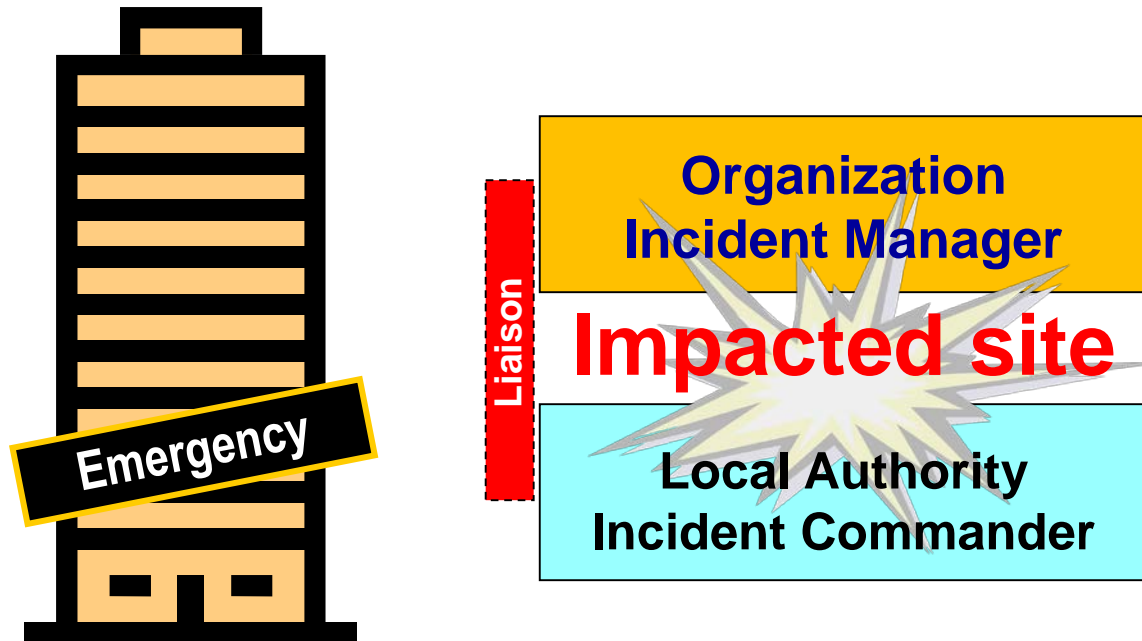 Emergency
Liaison
Organization
Incident Manager
Impacted site
Local Authority
Incident Commander